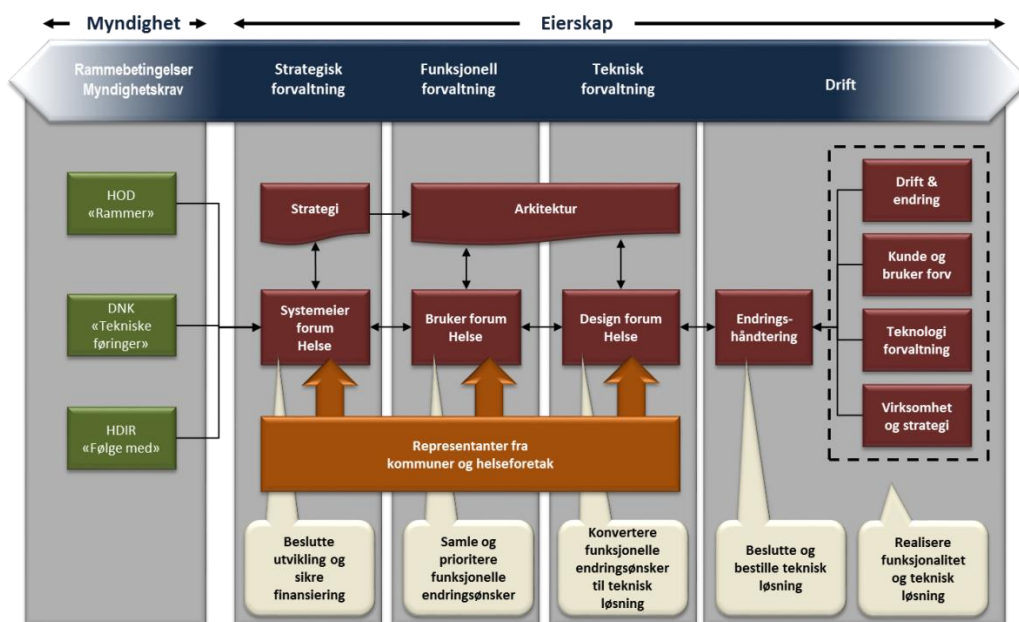 Myndighet
Eierskap
Rammebetingelser
Myndighetskrav
Strategisk
forvaltning
Funksjonell
forvaltning
Teknisk
forvaltning
Drift
HOD
«Rammer»
DNK
«Tekniske
føringer»
HDIR
«Følge med»
Strategi
Arkitektur
Systemeier
forum
Helse
Bruker forum
Helse
Design forum
Helse
Endrings-
håndtering
Drift &
endring
Kunde og
bruker forv
Teknologi
forvaltning
Virksomhet
og strategi
Representanter fra
kommuner og helseforetak
Beslutte
utvikling og
sikre
finansiering
Samle og
prioritere
funksjonelle
endringsønsker
Konvertere
funksjonelle
endringsønsker
til teknisk
løsning
Beslutte og
bestille teknisk
løsning
Realisere
funksjonalitet
og teknisk
løsning